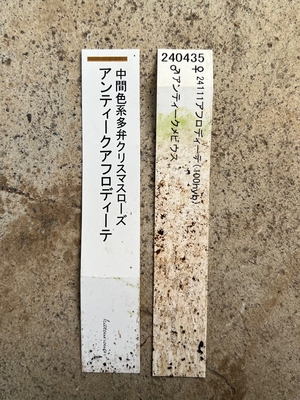 中間色系多弁クリスマスローズ
アンティークアフロディーテ
240435
♀24111アフロディーテ(100hyb)
♂アンティークメビウス